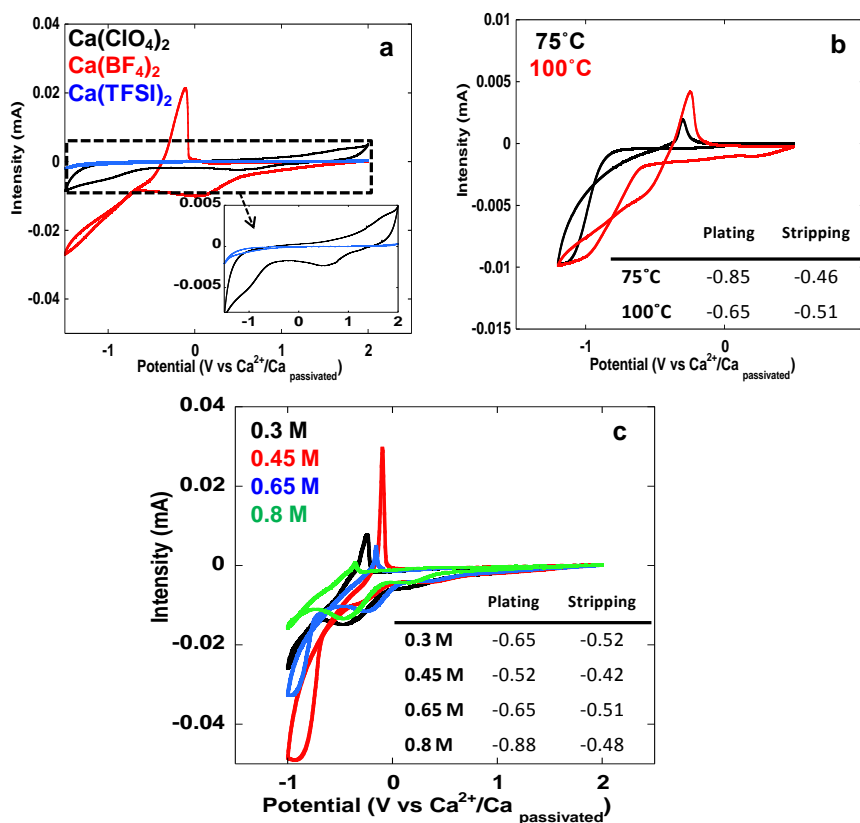 a
Ca(ClO4)2
Ca(BF4)2
Ca(TFSI)2
Intensity (mA)
0.04
0.02
0
-0.02
-0.04
0.005
0
-0.005
-1 0 1 2
-1 0 1 2
Potential (V vs Ca2+/Ca passivated)
b
75˚C
100˚C
Intensity (mA)
0.01
0.005
0
-0.005
-0.01
-0.015
Plating Stripping
75˚C -0.85 -0.46
100˚C -0.65 -0.51
-1 0
Potential (V vs Ca2+/Ca passivated)
c
0.3 M
0.45 M
0.65 M
0.8 M
Intensity (mA)
0.04
0.02
0
-0.02
-0.04
Plating Stripping
0.3 M -0.65 -0.52
0.45 M -0.52 -0.42
0.65 M -0.65 -0.51
0.8 M -0.88 -0.48
-1 0 1 2
Potential (V vs Ca2+/Ca passivated)